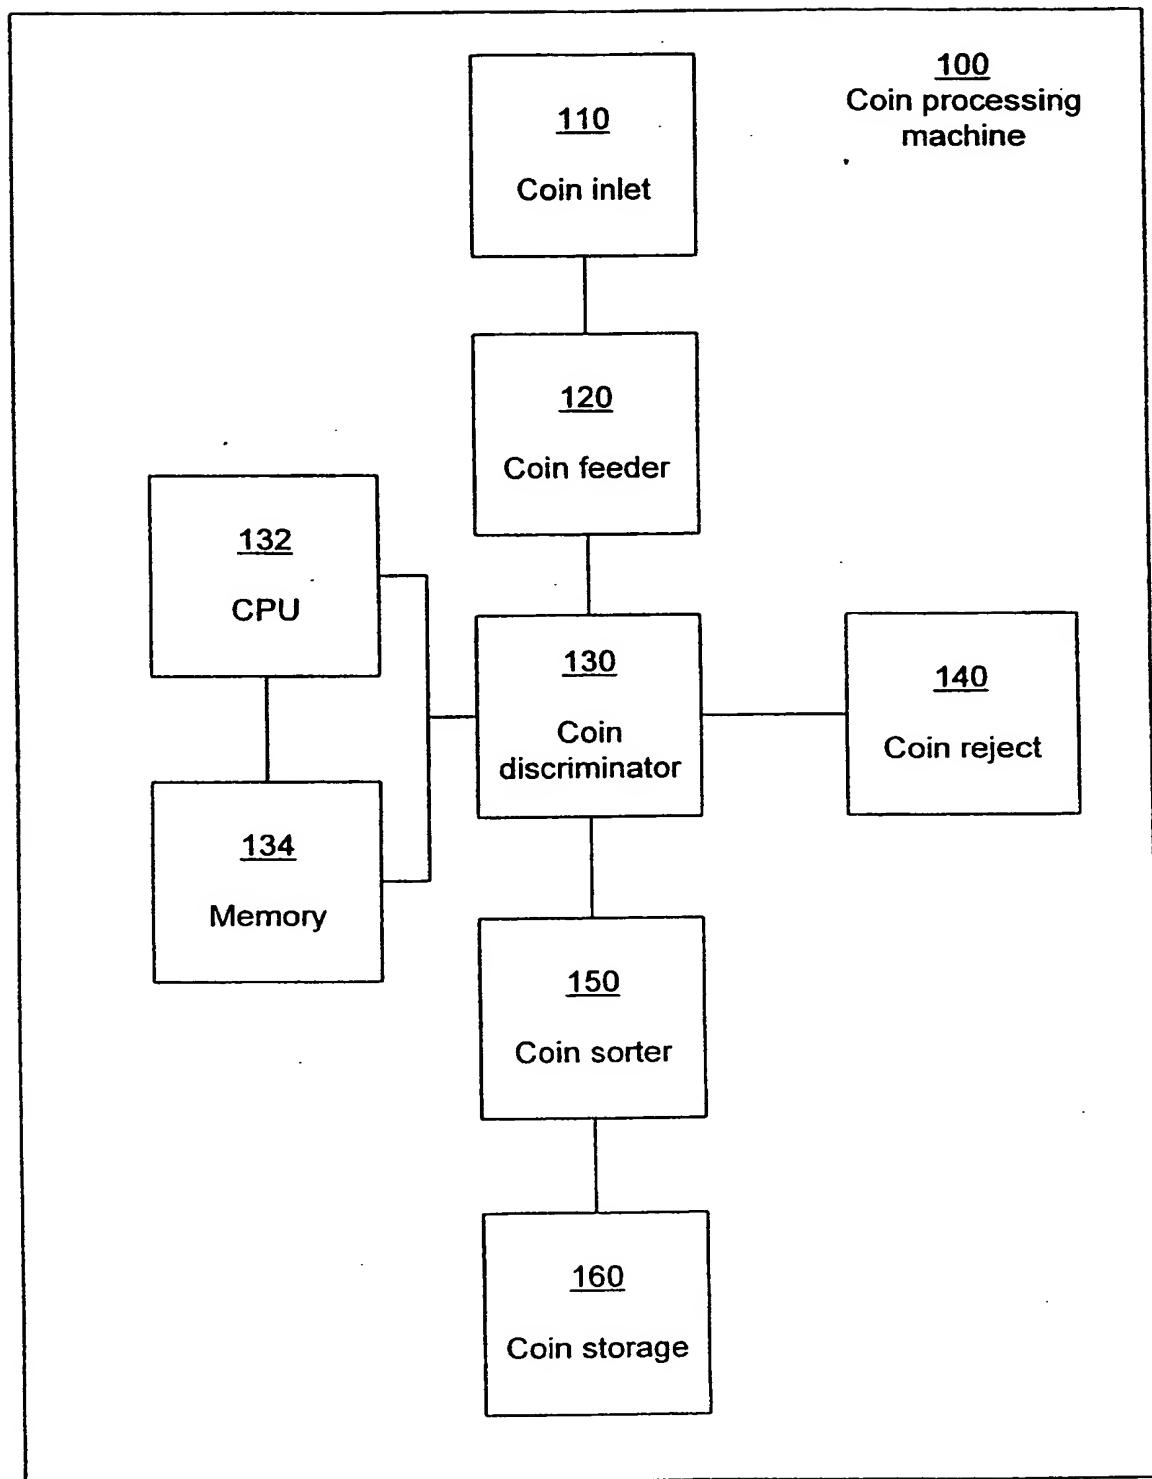 100
Coin processing
machine
110
Coin inlet
120
Coin feeder
132
CPU
130
Coin
discriminator
140
Coin reject
134
Memory
150
Coin sorter
160
Coin storage